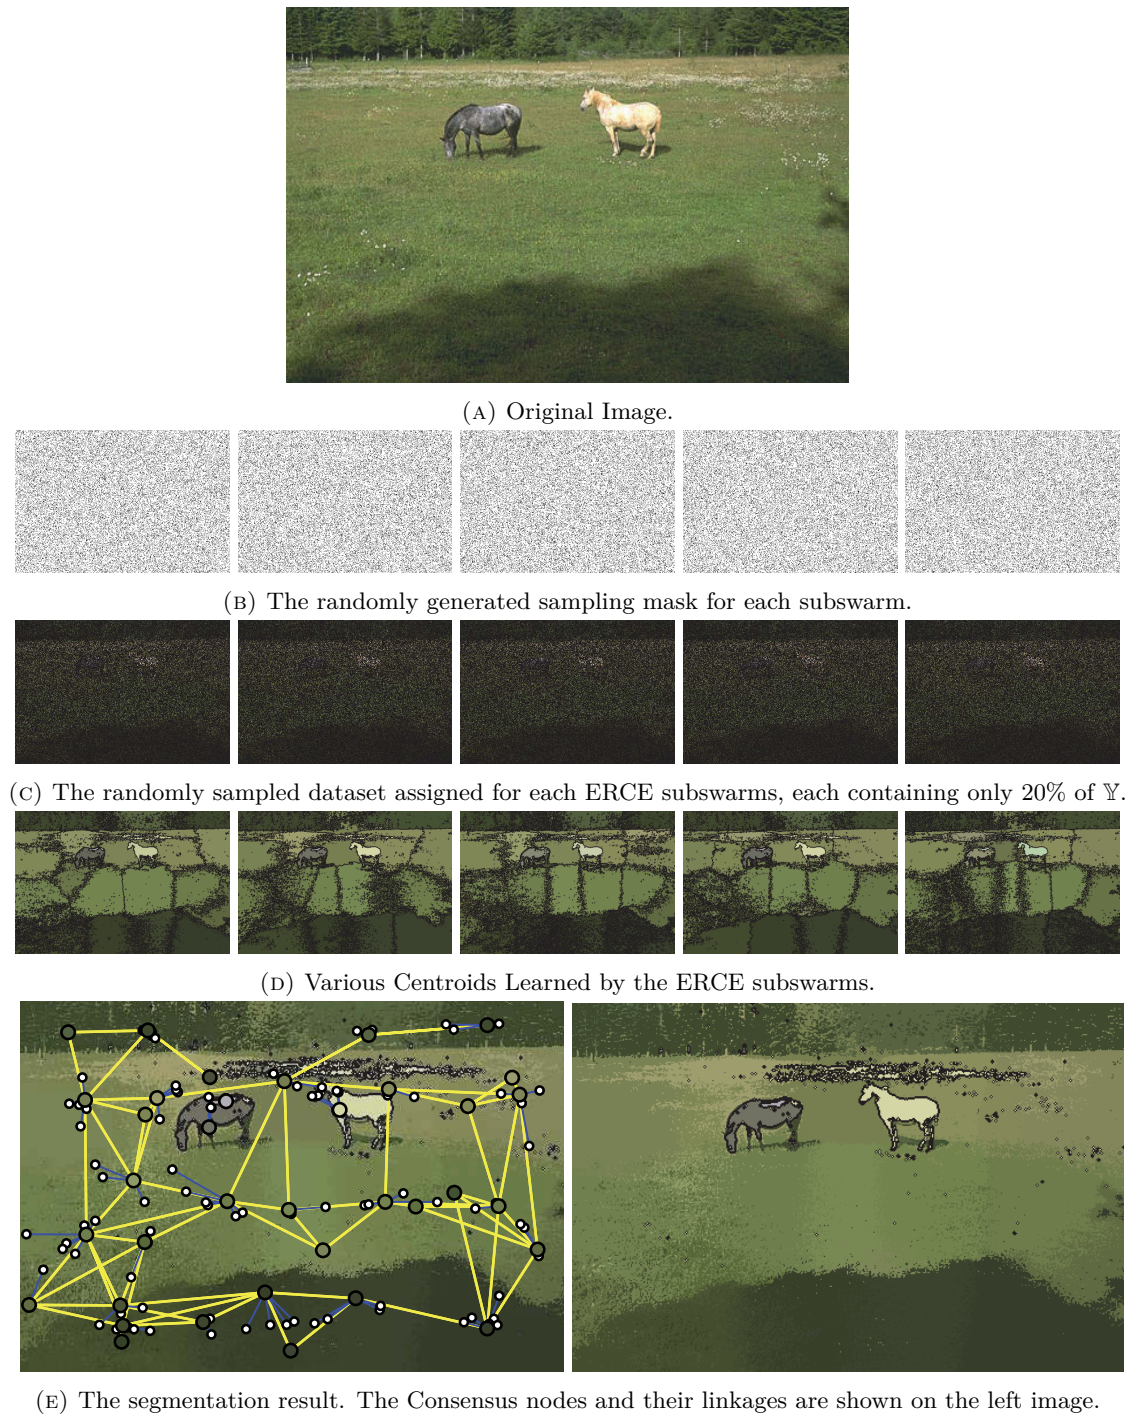 (A) Original Image.
(B) The randomly generated sampling mask for each subswarm.
(C) The randomly sampled dataset assigned for each ERCE subswarms, each containing only 20% of 𝕐.
(D) Various Centroids Learned by the ERCE subswarms.
(E) The segmentation result. The Consensus nodes and their linkages are shown on the left image.